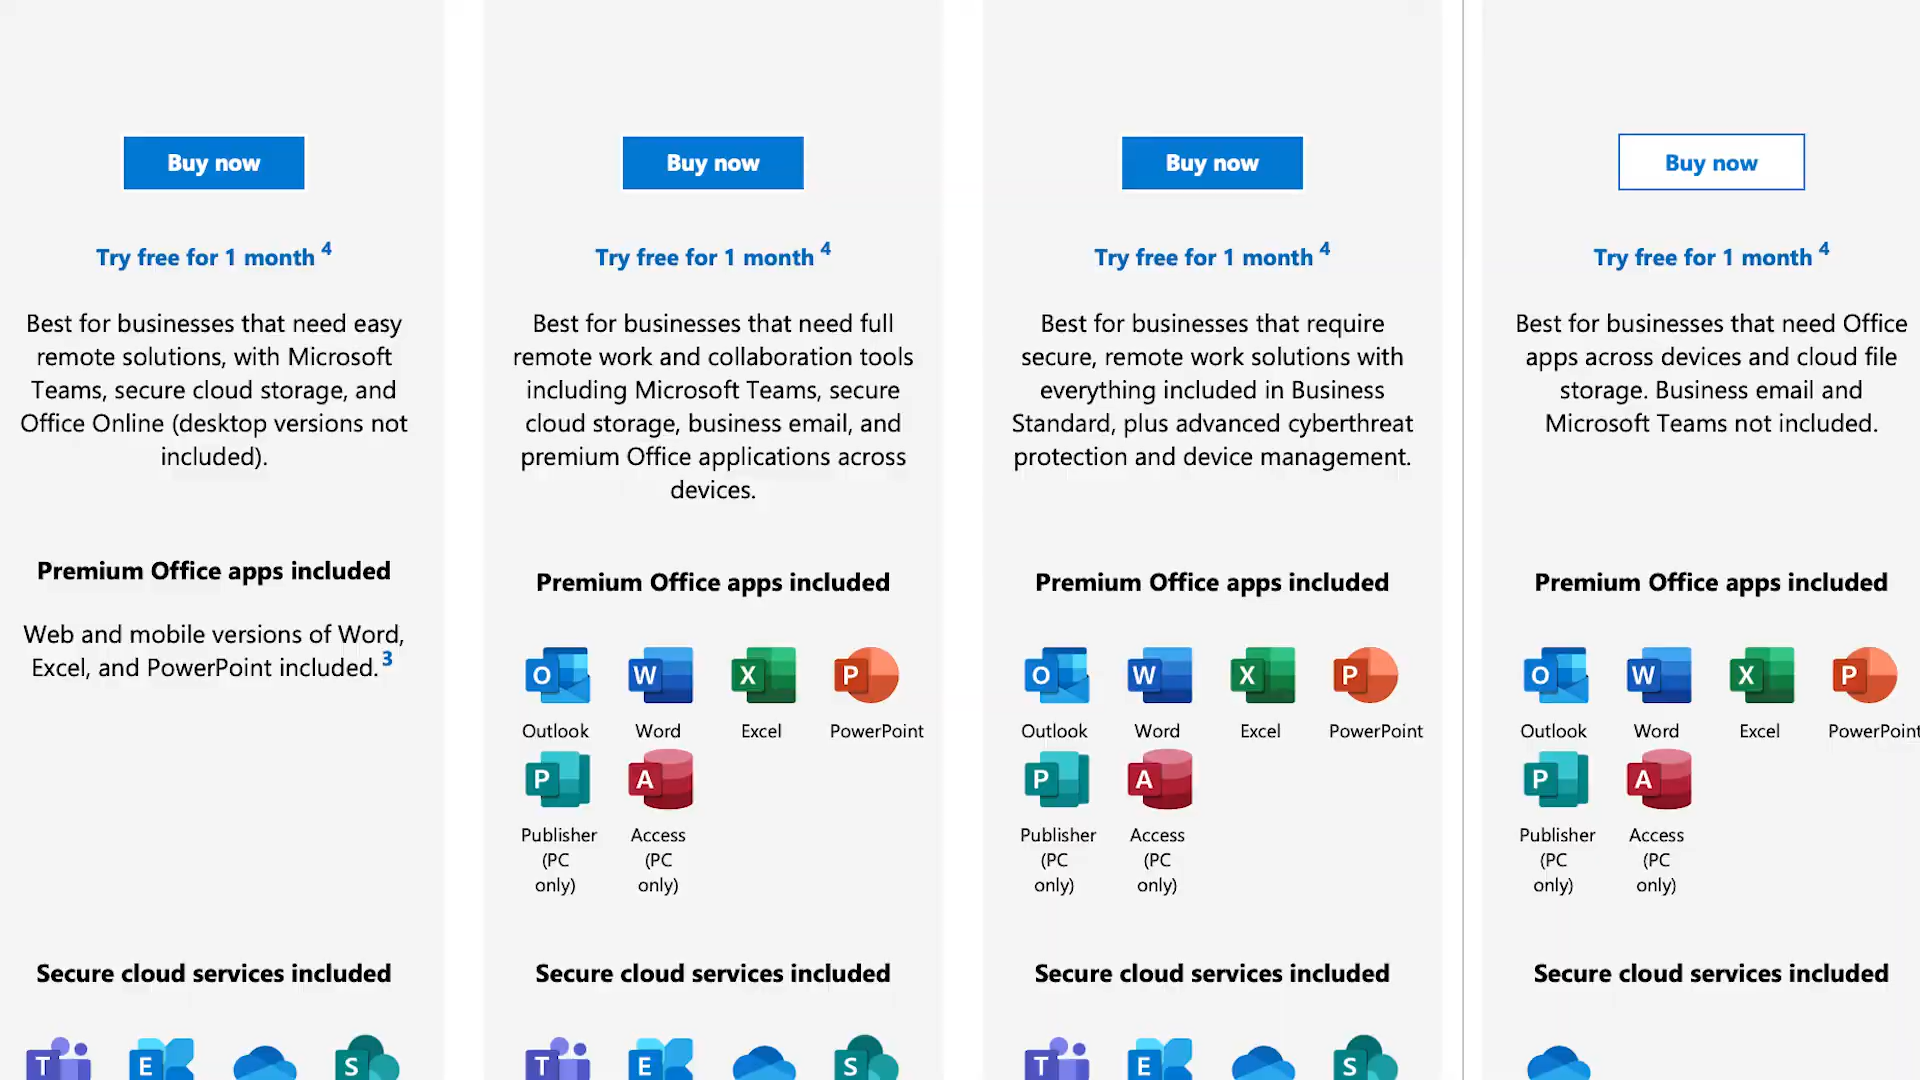 Buy now
Try free for 1 month 4
Best for businesses that need easy
remote solutions, with Microsoft
Teams, secure cloud storage, and
Office Online (desktop versions not
included).
Premium Office apps included
Web and mobile versions of Word,
Excel, and PowerPoint included.3
Secure cloud services included
T
E
S
Buy now
Try free for 1 month 4
Best for businesses that need full
remote work and collaboration tools
including Microsoft Teams, secure
cloud storage, business email, and
premium Office applications across
devices.
Premium Office apps included
O W X P
Outlook Word Excel PowerPoint
P A
Publisher Access
(PC (PC
only) only)
Secure cloud services included
T
E
S
Buy now
Try free for 1 month 4
Best for businesses that require
secure, remote work solutions with
everything included in Business
Standard, plus advanced cyberthreat
protection and device management.
Premium Office apps included
O W X P
Outlook Word Excel PowerPoint
P A
Publisher Access
(PC (PC
only) only)
Secure cloud services included
T
E
S
Buy now
Try free for 1 month 4
Best for businesses that need Office
apps across devices and cloud file
storage. Business email and
Microsoft Teams not included.
Premium Office apps included
O W X P
Outlook Word Excel PowerPoint
P A
Publisher Access
(PC (PC
only) only)
Secure cloud services included